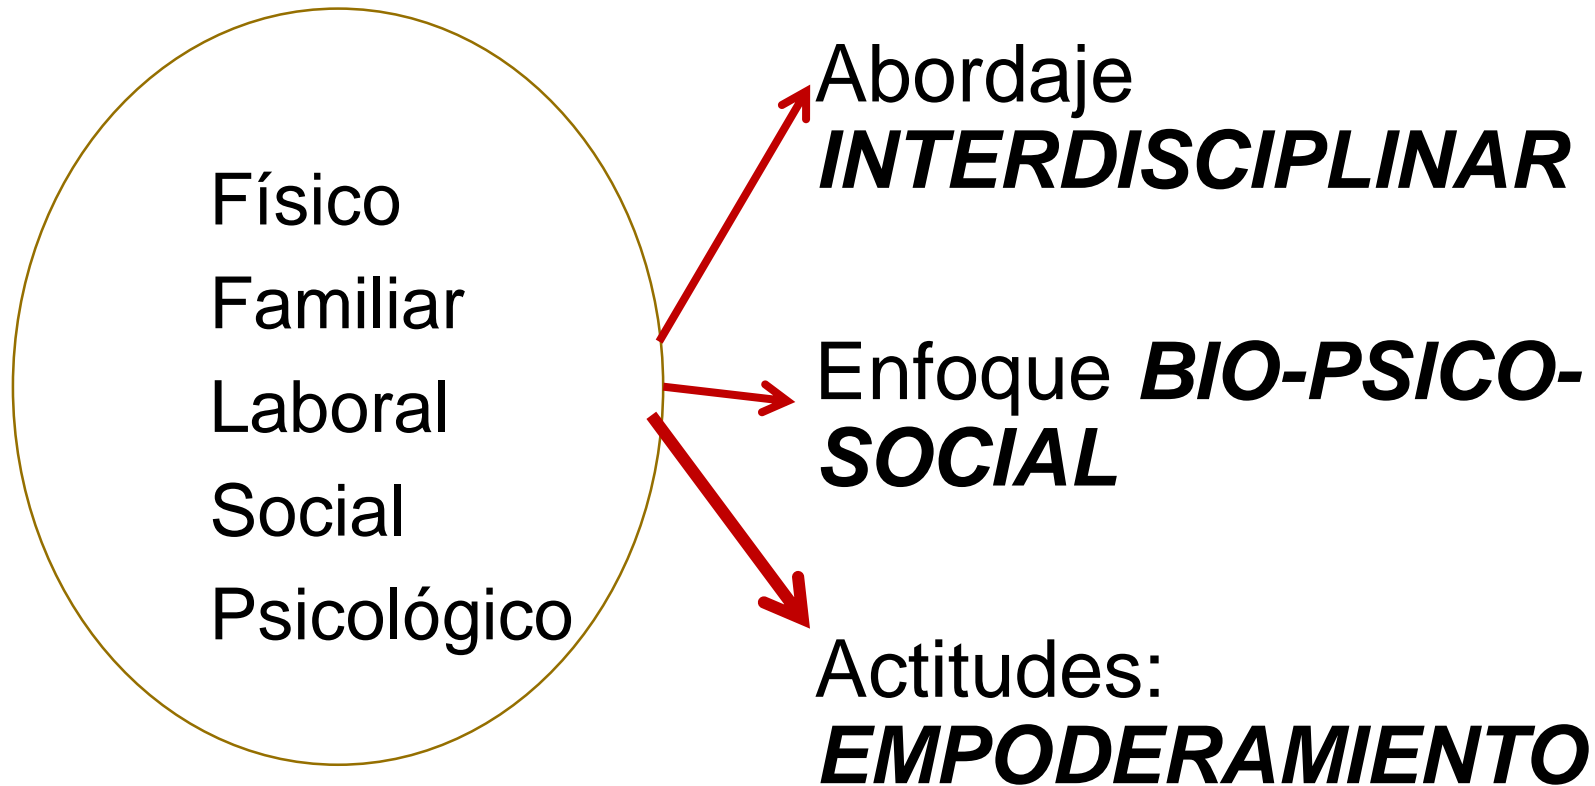 Físico
Familiar
Laboral
Social
Psicológico
Abordaje
INTERDISCIPLINAR
Enfoque BIO-PSICO-
SOCIAL
Actitudes:
EMPODERAMIENTO